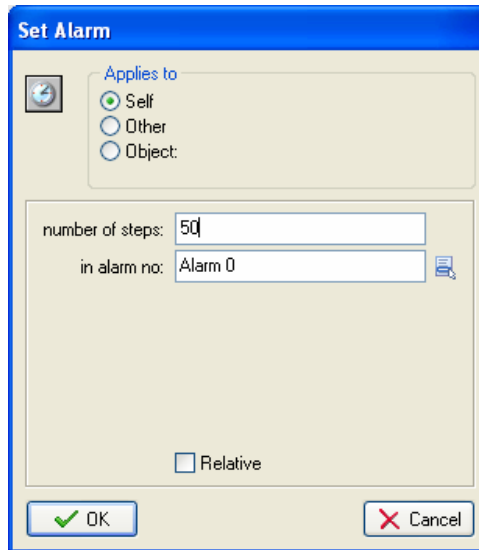 Set Alarm
Applies to
Self
Other
Object:
number of steps: 50
in alarm no: Alarm 0
Relative
OK
Cancel